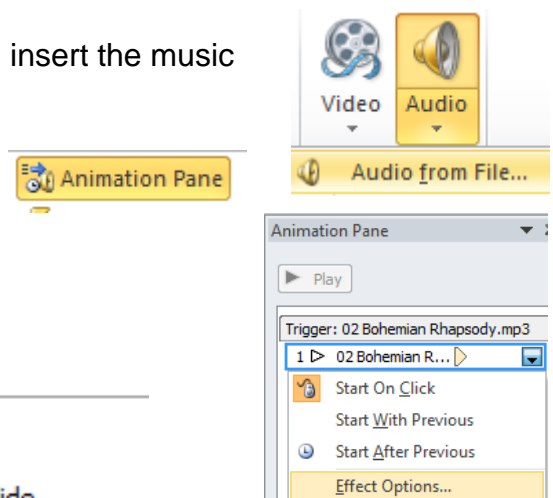 insert the music
Video Audio
Animation Pane
Audio from File...
Animation Pane
Play
Trigger: 02 Bohemian Rhapsody.mp3
1 02 Bohemian R...
Start On Click
Start With Previous
Start After Previous
Effect Options...